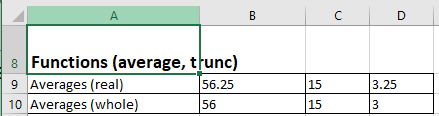 A B C D
8 Functions (average, trunc)
9 Averages (real) 56.25 15 3.25
10 Averages (whole) 56 15 3